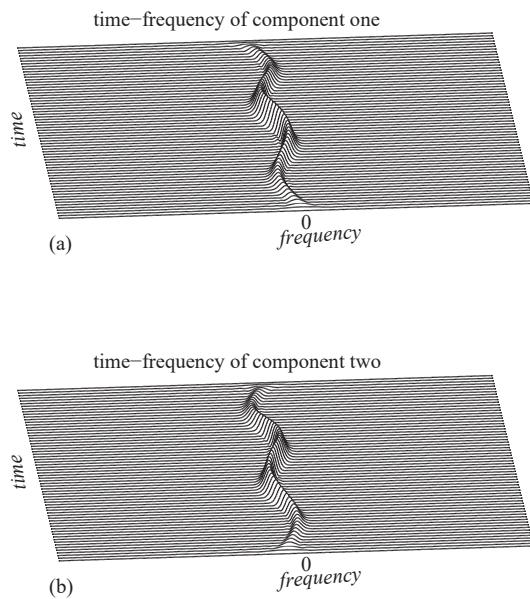 time−frequency of component one
time
0
frequency
(a)
time−frequency of component two
time
0
frequency
(b)